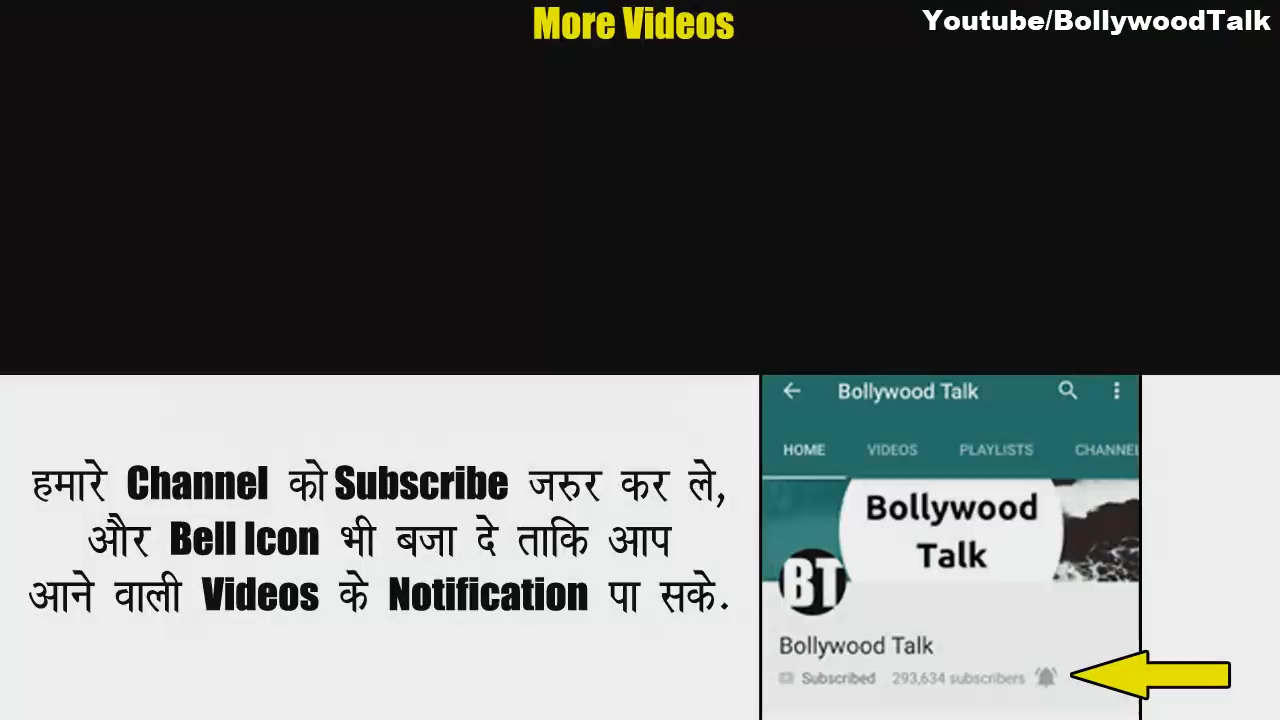 More Videos
Youtube/BollywoodTalk
हमारे Channel को Subscribe जरुर कर ले,
और Bell Icon भी बजा दे ताकि आप
आने वाली Videos के Notification पा सके.
Bollywood Talk
HOME VIDEOS PLAYLISTS CHANNEL
Bollywood
Talk
BT
Bollywood Talk
Subscribed 293,634 subscribers